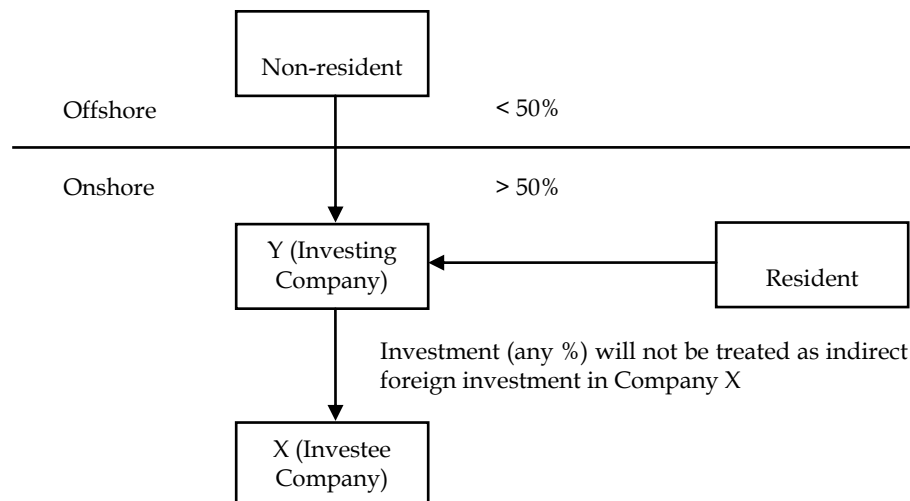 Non-resident
Offshore < 50%
Onshore > 50%
Y (Investing
Company)
Resident
Investment (any %) will not be treated as indirect
foreign investment in Company X
X (Investee
Company)